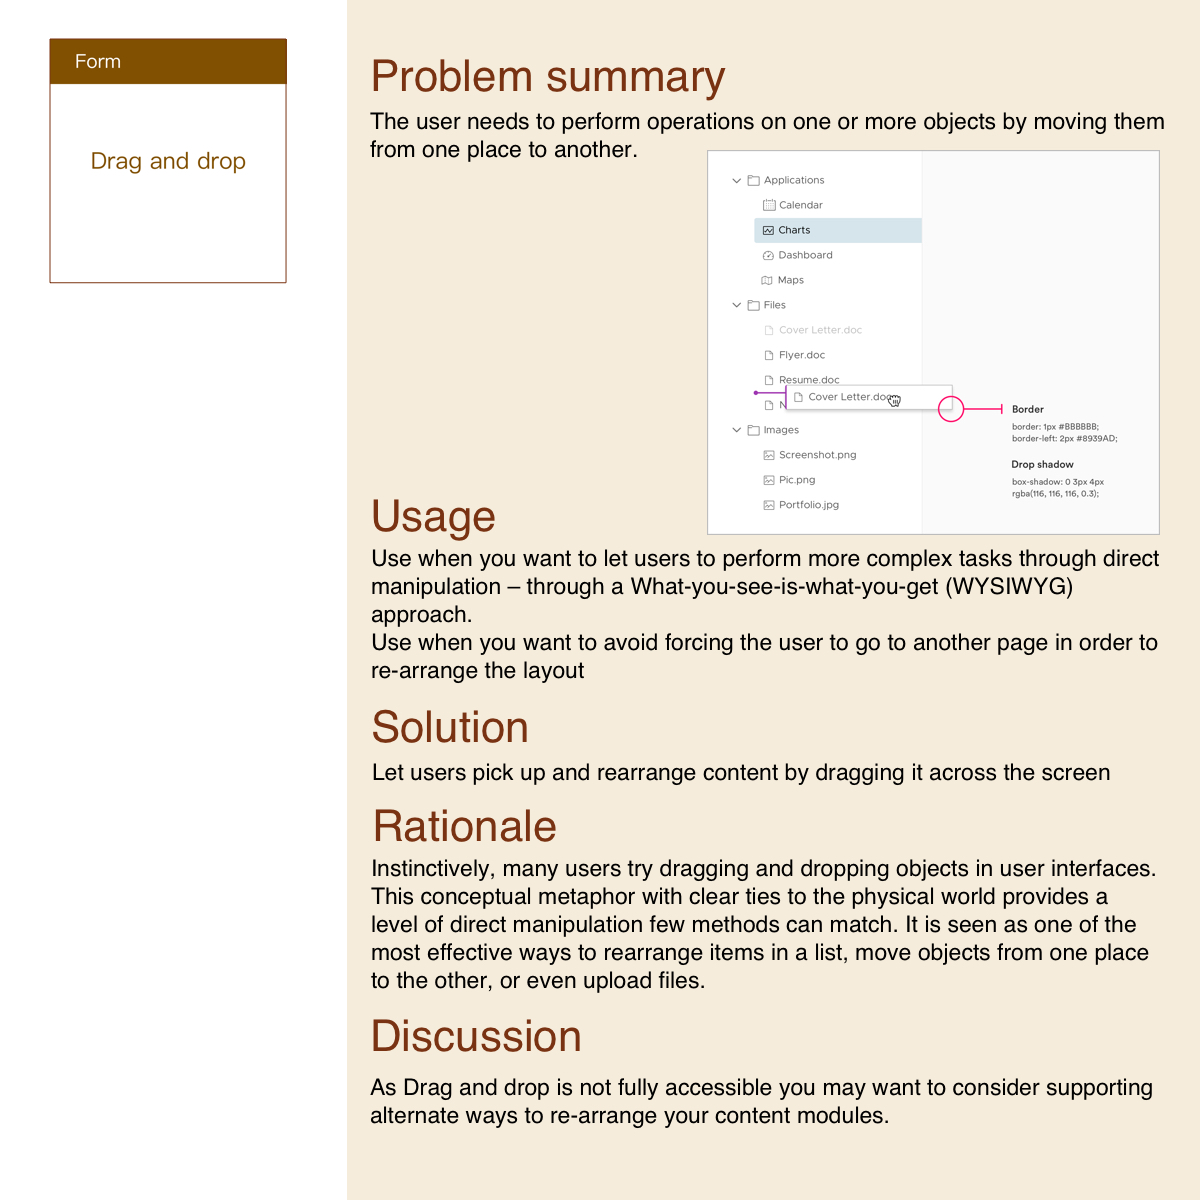 Form
Drag and drop
Problem summary
The user needs to perform operations on one or more objects by moving them
from one place to another.
Applications
Calendar
Charts
Dashboard
Maps
Files
Cover Letter.doc
Flyer.doc
Resume.doc
Cover Letter.doc
N
Images
Screenshot.png
Pic.png
Portfolio.jpg
Border
border: 1px #BBBBBB;
border-left: 2px #8939AD;
Drop shadow
box-shadow: 0 3px 4px
rgba(116, 116, 116, 0.3);
Usage
Use when you want to let users to perform more complex tasks through direct
manipulation – through a What-you-see-is-what-you-get (WYSIWYG)
approach.
Use when you want to avoid forcing the user to go to another page in order to
re-arrange the layout
Solution
Let users pick up and rearrange content by dragging it across the screen
Rationale
Instinctively, many users try dragging and dropping objects in user interfaces.
This conceptual metaphor with clear ties to the physical world provides a
level of direct manipulation few methods can match. It is seen as one of the
most effective ways to rearrange items in a list, move objects from one place
to the other, or even upload files.
Discussion
As Drag and drop is not fully accessible you may want to consider supporting
alternate ways to re-arrange your content modules.